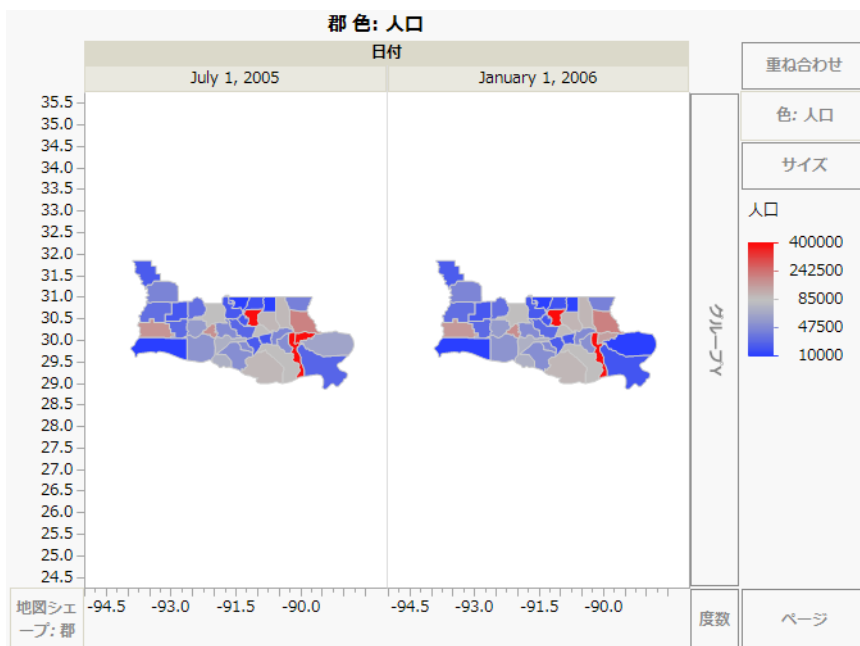 郡 色: 人口
日付
July 1, 2005
January 1, 2006
35.5
35.0
34.5
34.0
33.5
33.0
32.5
32.0
31.5
31.0
30.5
30.0
29.5
29.0
28.5
28.0
27.5
27.0
26.5
26.0
25.5
25.0
24.5
-94.5 -93.0 -91.5 -90.0
-94.5 -93.0 -91.5 -90.0
地図シェ
ープ: 郡
グループY
度数
重ね合わせ
色: 人口
サイズ
人口
400000
242500
85000
47500
10000
ページ